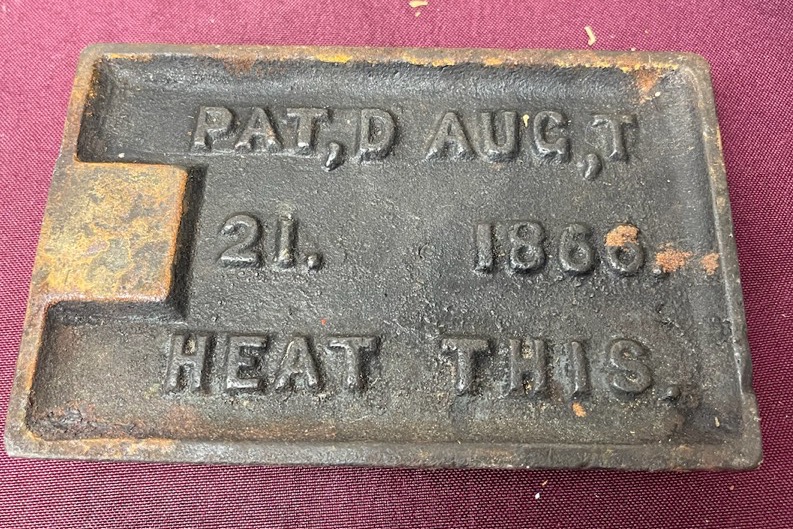 PAT,D AUG,T
21. 1866.
HEAT THIS.